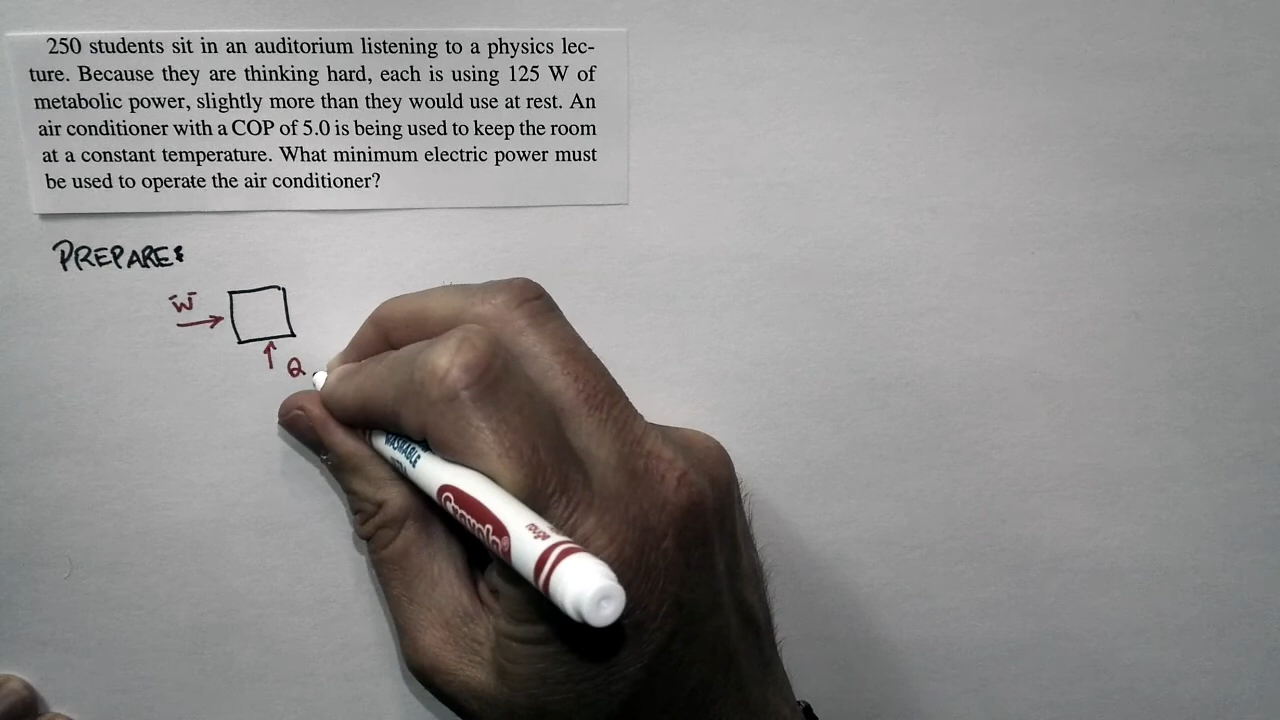 250 students sit in an auditorium listening to a physics lec-
ture. Because they are thinking hard, each is using 125 W of
metabolic power, slightly more than they would use at rest. An
air conditioner with a COP of 5.0 is being used to keep the room
at a constant temperature. What minimum electric power must
be used to operate the air conditioner?
PREPARE:
W
Q
WASHABLE
Crayola
rouge